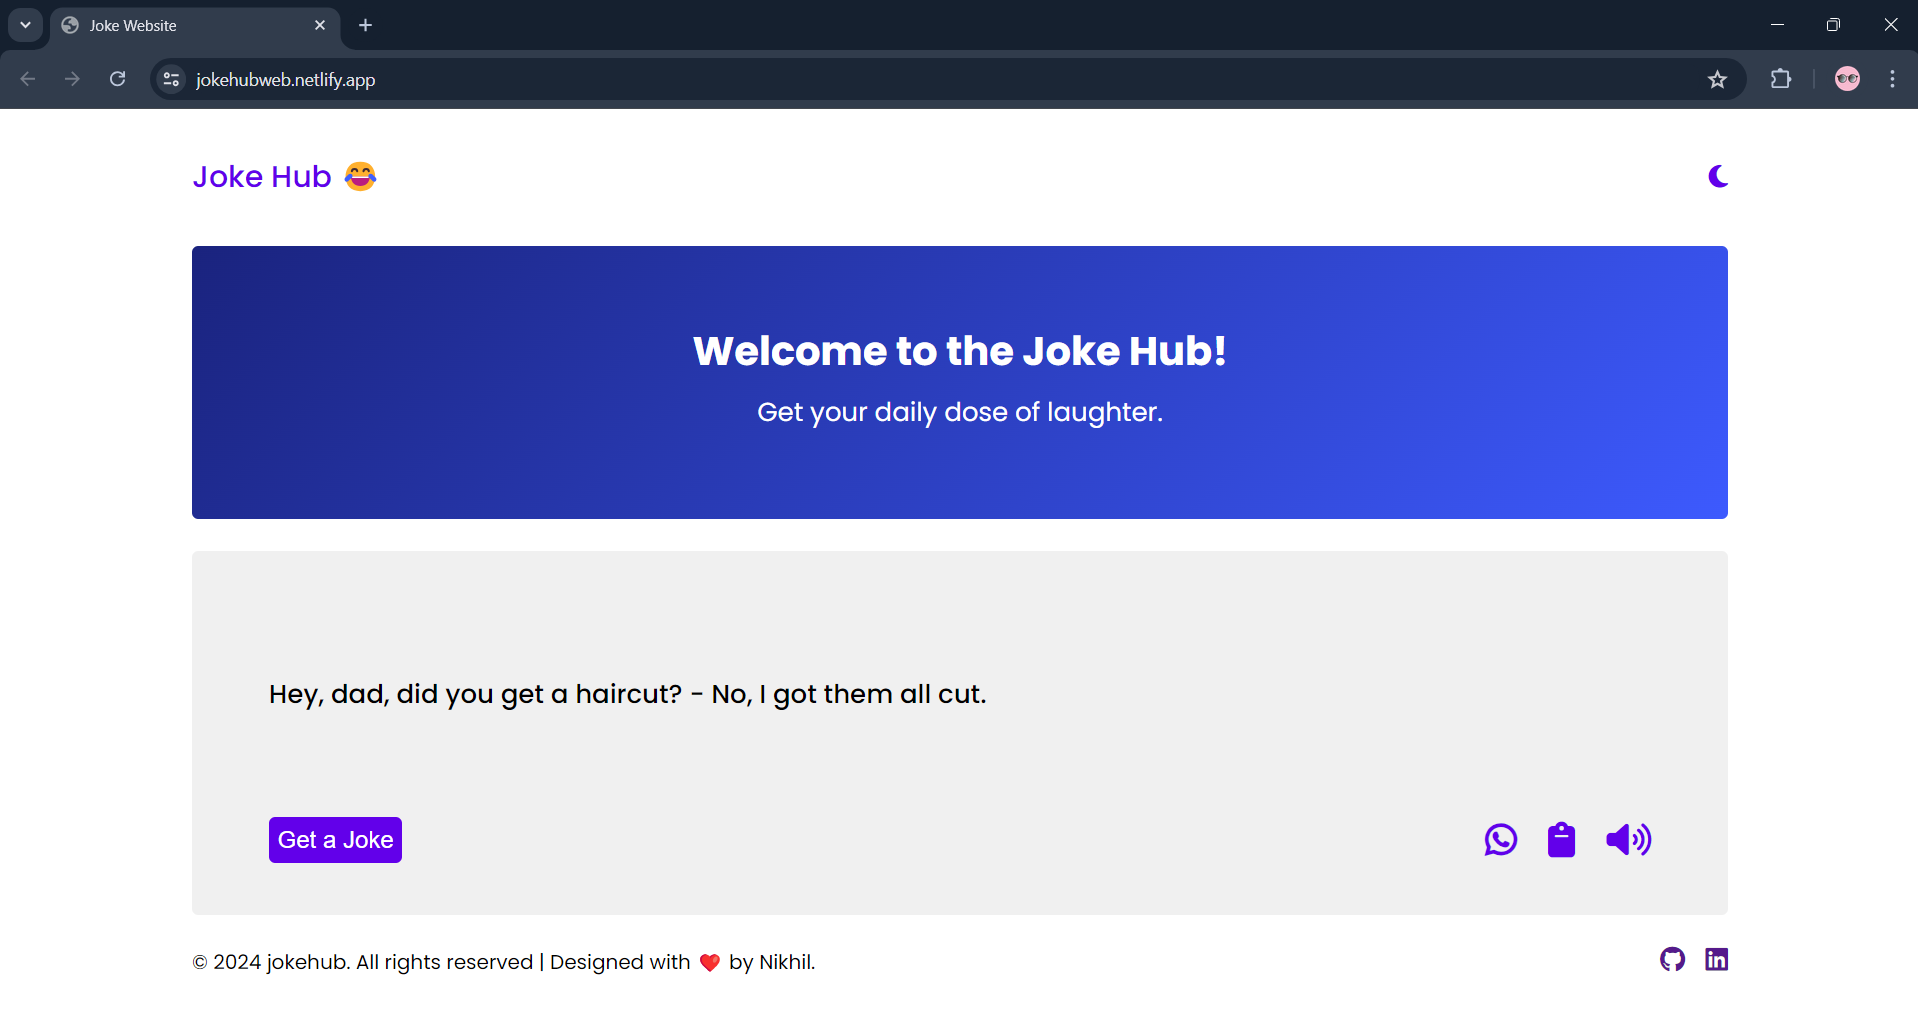 Joke Website
jokehubweb.netlify.app
Joke Hub 😂
Welcome to the Joke Hub!
Get your daily dose of laughter.
Hey, dad, did you get a haircut? - No, I got them all cut.
Get a Joke
© 2024 jokehub. All rights reserved | Designed with ❤️ by Nikhil.